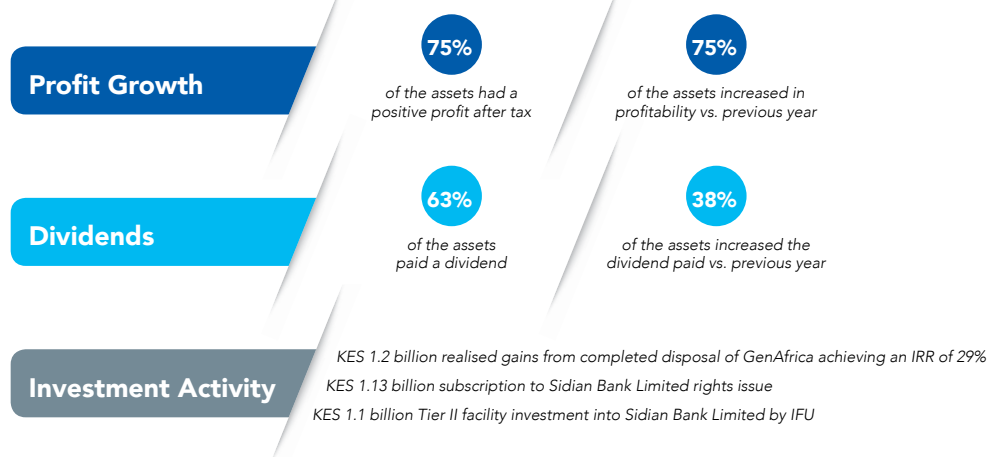 Profit Growth
75%
of the assets had a
positive profit after tax
75%
of the assets increased in
profitability vs. previous year
Dividends
63%
of the assets
paid a dividend
38%
of the assets increased the
dividend paid vs. previous year
Investment Activity
KES 1.2 billion realised gains from completed disposal of GenAfrica achieving an IRR of 29%
KES 1.13 billion subscription to Sidian Bank Limited rights issue
KES 1.1 billion Tier II facility investment into Sidian Bank Limited by IFU